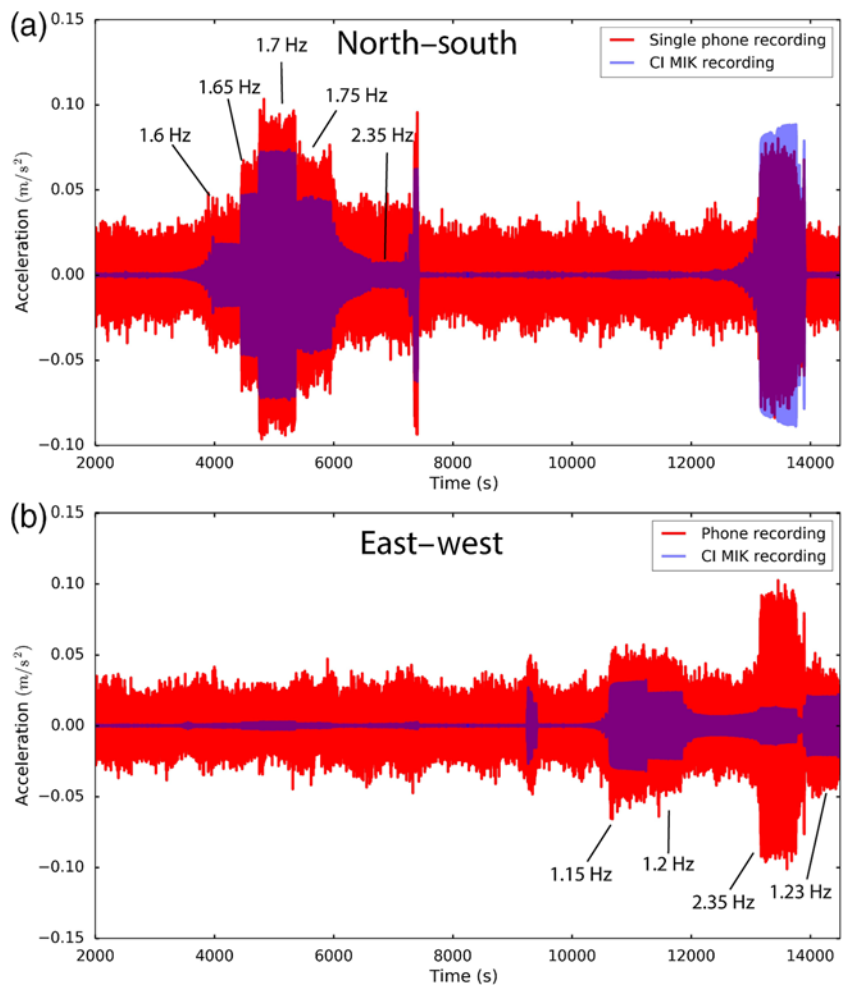 (a)
North–south
Single phone recording
CI MIK recording
1.7 Hz
1.65 Hz
1.75 Hz
1.6 Hz
2.35 Hz
Acceleration (m/s²)
0.15
0.10
0.05
0.00
−0.05
−0.10
2000 4000 6000 8000 10000 12000 14000
Time (s)
(b)
East–west
Phone recording
CI MIK recording
Acceleration (m/s²)
0.15
0.10
0.05
0.00
−0.05
−0.10
−0.15
1.15 Hz
1.2 Hz
2.35 Hz
1.23 Hz
2000 4000 6000 8000 10000 12000 14000
Time (s)